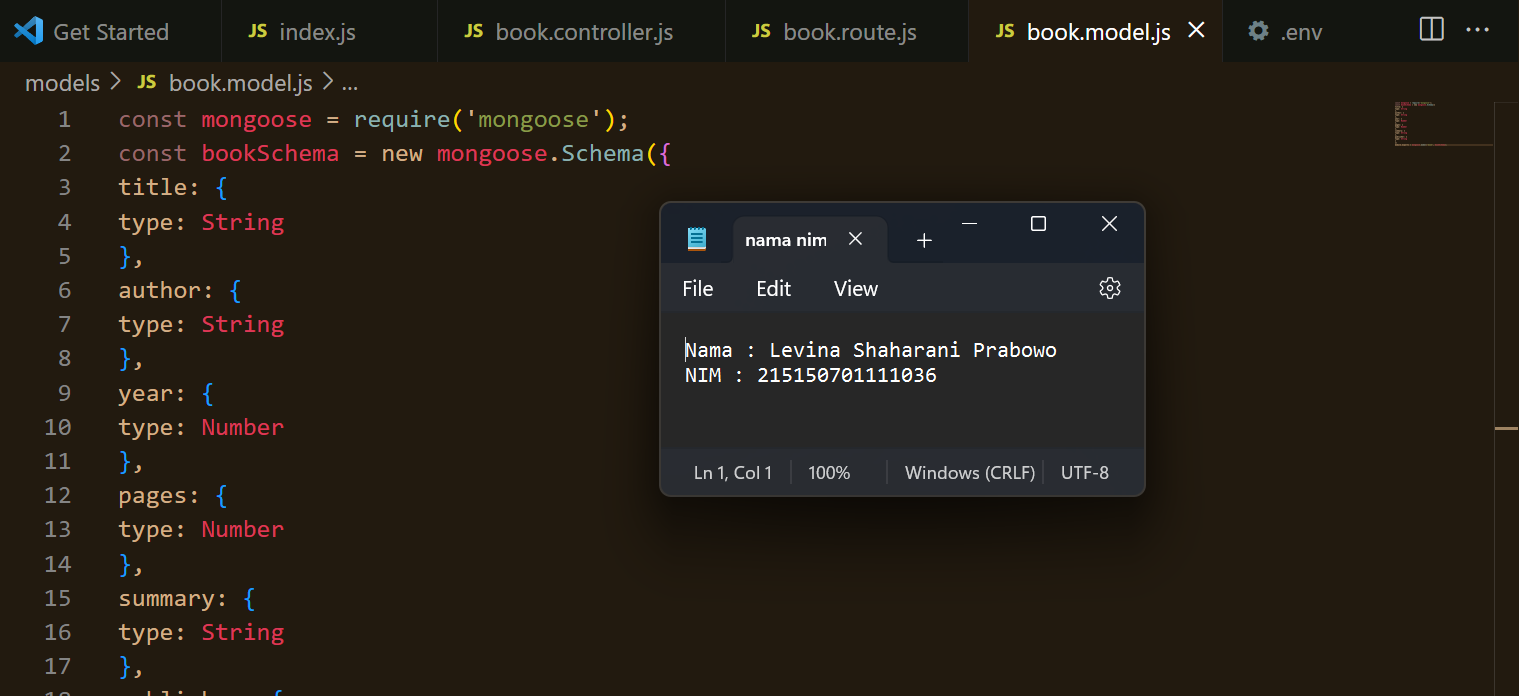 Get Started JS index.js JS book.controller.js JS book.route.js JS book.model.js .env
models > JS book.model.js > ...
1 const mongoose = require('mongoose');
2 const bookSchema = new mongoose.Schema({
3 title: {
4 type: String
5 },
6 author: {
7 type: String
8 },
9 year: {
10 type: Number
11 },
12 pages: {
13 type: Number
14 },
15 summary: {
16 type: String
17 },
nama nim
File Edit View
Nama : Levina Shaharani Prabowo
NIM : 215150701111036
Ln 1, Col 1 100% Windows (CRLF) UTF-8